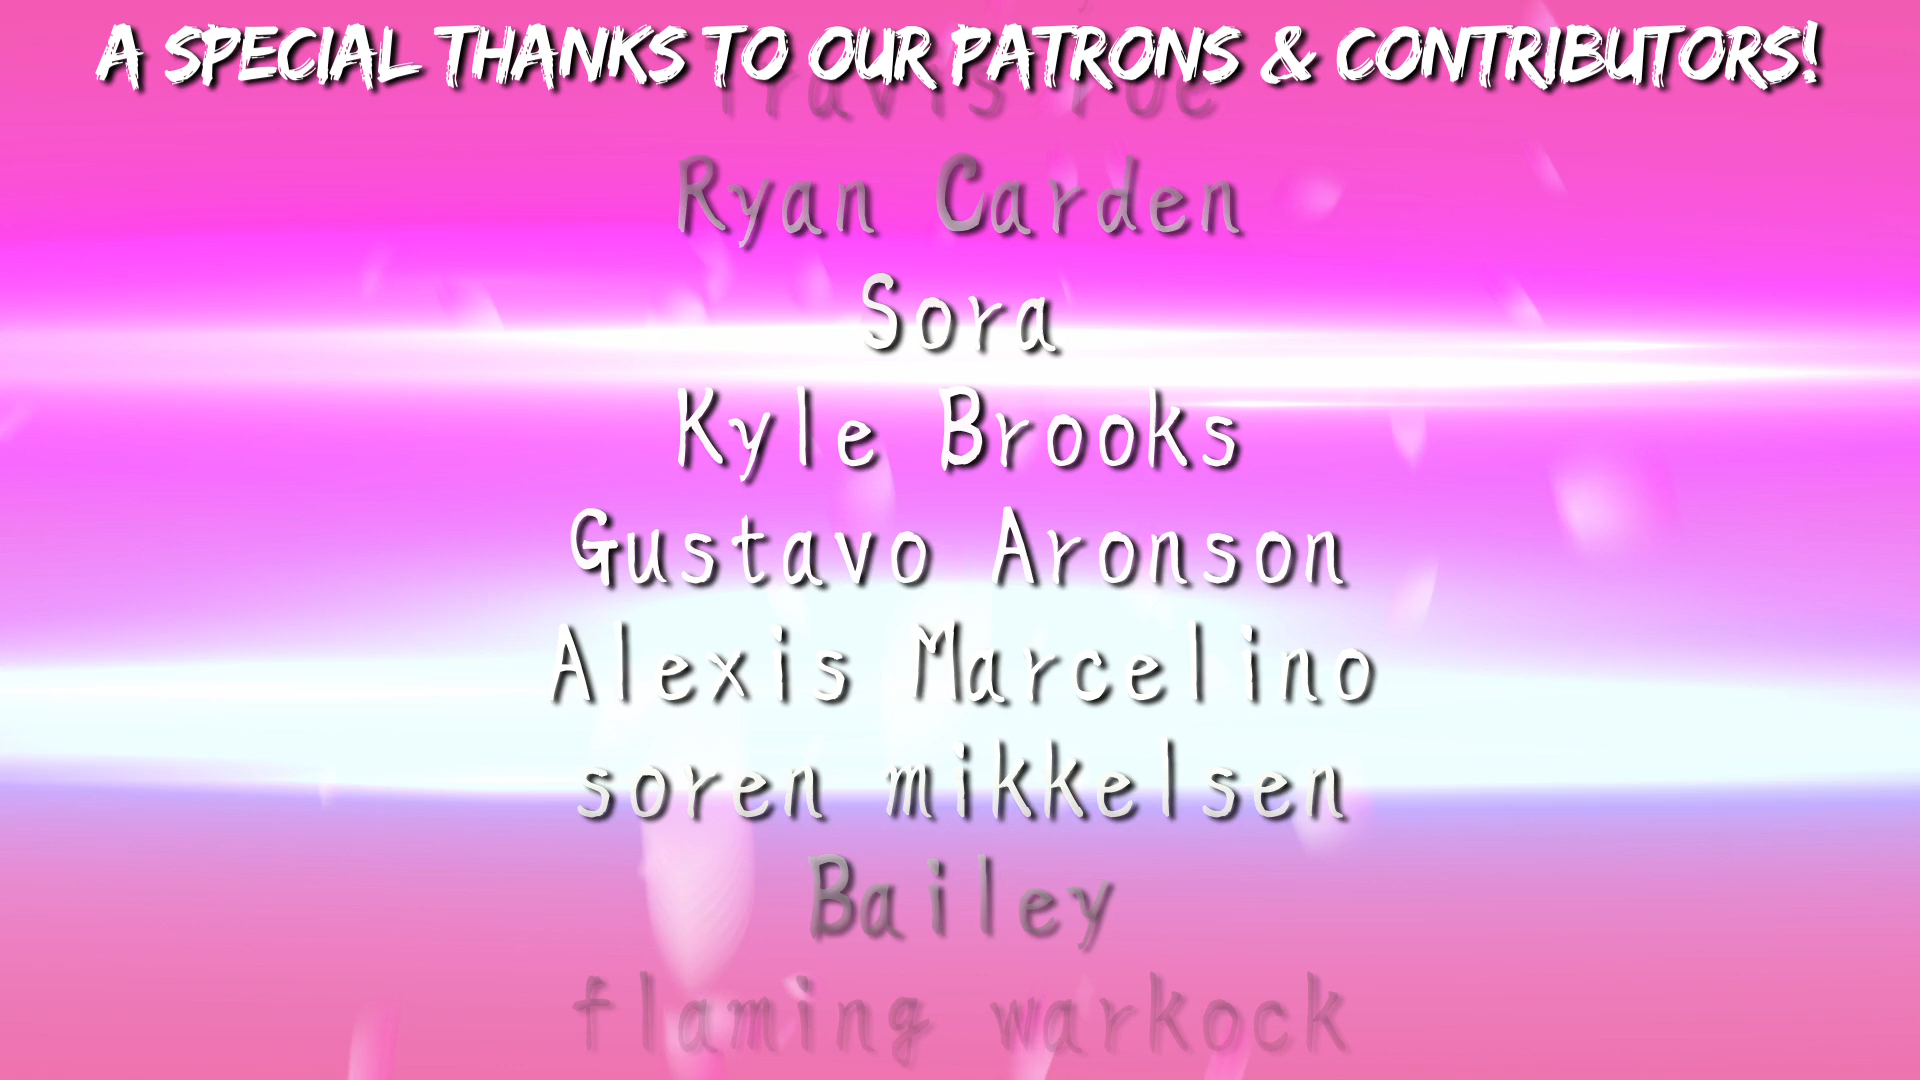 A SPECIAL THANKS TO OUR PATRONS & CONTRIBUTORS!
Travis
Ryan Carden
Sora
Kyle Brooks
Gustavo Aronson
Alexis Marcelino
soren mikkelsen
Bailey
flaming warkock